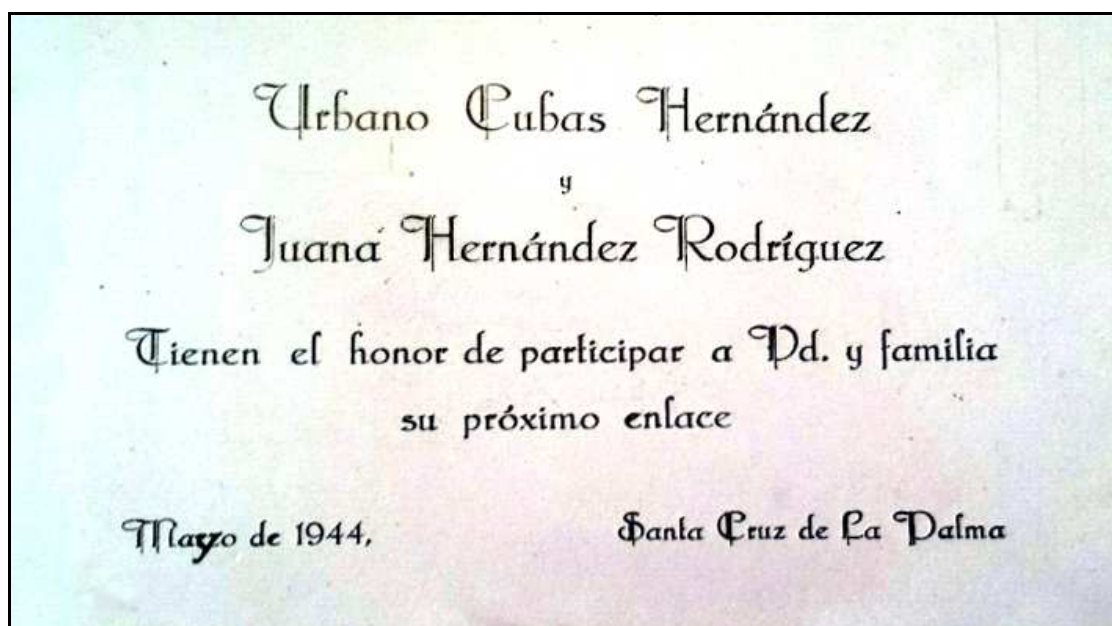 Urbano Cubas Hernández
y
Juana Hernández Rodríguez
Tienen el honor de participar a Vd. y familia
su próximo enlace
de 1944,
Santa Cruz de La Palma